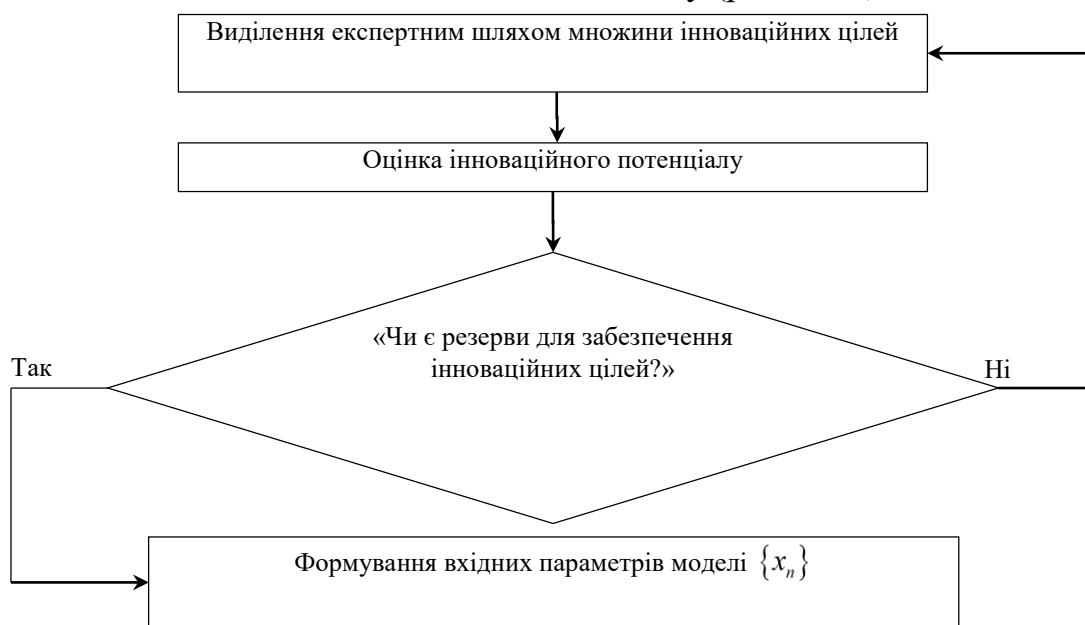 Виділення експертним шляхом множини інноваційних цілей
Оцінка інноваційного потенціалу
«Чи є резерви для забезпечення
інноваційних цілей?»
Так
Ні
Формування вхідних параметрів моделі {xₙ}